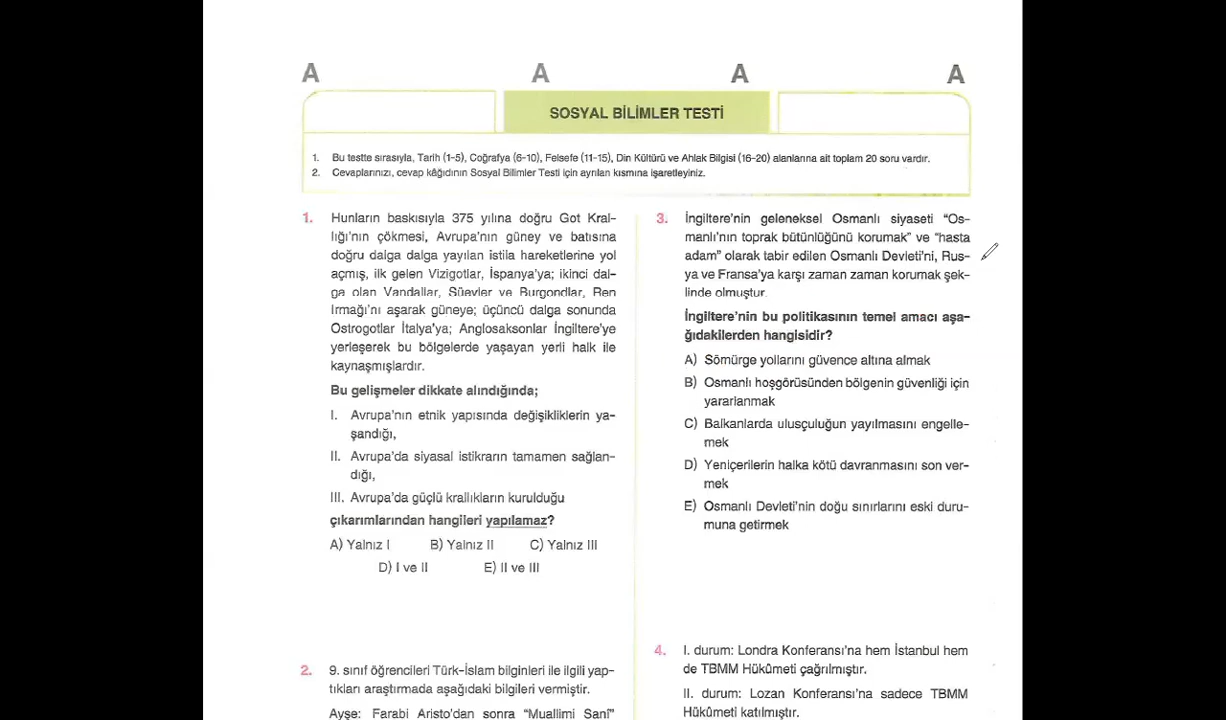 A A A A
SOSYAL BİLİMLER TESTİ
1. Bu testte sırasıyla, Tarih (1-5), Coğrafya (6-10), Felsefe (11-15), Din Kültürü ve Ahlak Bilgisi (16-20) alanlarına ait toplam 20 soru vardır.
2. Cevaplarınızı, cevap kâğıdının Sosyal Bilimler Testi için ayrılan kısmına işaretleyiniz.
1. Hunların baskısıyla 375 yılına doğru Got Kral-
lığı'nın çökmesi, Avrupa'nın güney ve batısına
doğru dalga dalga yayılan istila hareketlerine yol
açmış, ilk gelen Vizigotlar, İspanya'ya; ikinci dal-
ga olan Vandallar, Süevler ve Burgondlar, Ren
Irmağı'nı aşarak güneye; üçüncü dalga sonunda
Ostrogotlar İtalya'ya; Anglosaksonlar İngiltere'ye
yerleşerek bu bölgelerde yaşayan yerli halk ile
kaynaşmışlardır.
Bu gelişmeler dikkate alındığında;
I. Avrupa'nın etnik yapısında değişikliklerin ya-
şandığı,
II. Avrupa'da siyasal istikrarın tamamen sağlan-
dığı,
III. Avrupa'da güçlü krallıkların kurulduğu
çıkarımlarından hangileri yapılamaz?
A) Yalnız I B) Yalnız II C) Yalnız III
D) I ve II E) II ve III
2. 9. sınıf öğrencileri Türk-İslam bilginleri ile ilgili yap-
tıkları araştırmada aşağıdaki bilgileri vermiştir.
Ayşe: Farabi Aristo'dan sonra "Muallimi Sani"
3. İngiltere'nin geleneksel Osmanlı siyaseti "Os-
manlı'nın toprak bütünlüğünü korumak" ve "hasta
adam" olarak tabir edilen Osmanlı Devleti'ni, Rus-
ya ve Fransa'ya karşı zaman zaman korumak şek-
linde olmuştur.
İngiltere'nin bu politikasının temel amacı aşa-
ğıdakilerden hangisidir?
A) Sömürge yollarını güvence altına almak
B) Osmanlı hoşgörüsünden bölgenin güvenliği için
yararlanmak
C) Balkanlarda ulusçuluğun yayılmasını engelle-
mek
D) Yeniçerilerin halka kötü davranmasını son ver-
mek
E) Osmanlı Devleti'nin doğu sınırlarını eski duru-
muna getirmek
4. I. durum: Londra Konferansı'na hem İstanbul hem
de TBMM Hükûmeti çağrılmıştır.
II. durum: Lozan Konferansı'na sadece TBMM
Hükûmeti katılmıştır.